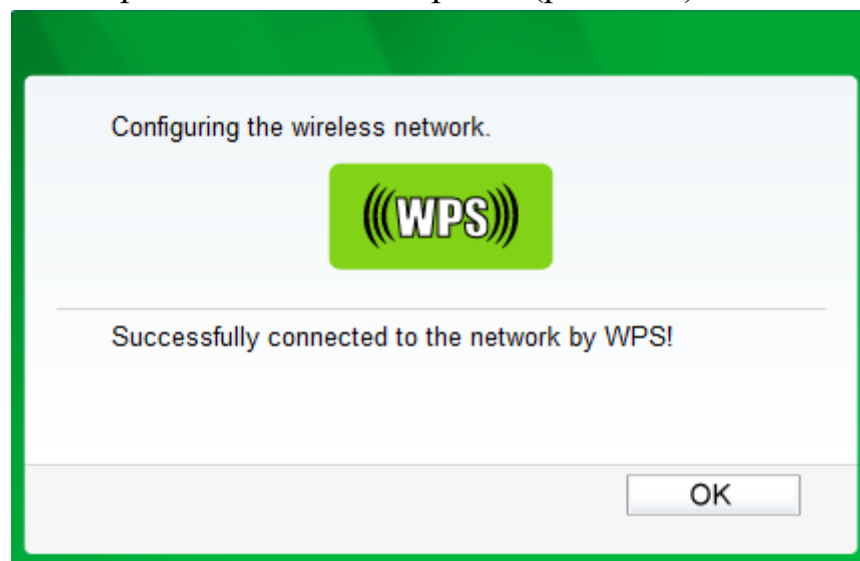 Configuring the wireless network.
(((WPS)))
Successfully connected to the network by WPS!
OK